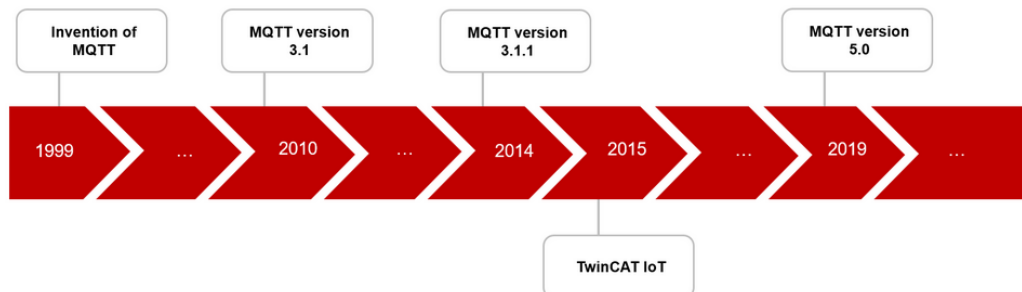 Invention of
MQTT
MQTT version
3.1
MQTT version
3.1.1
MQTT version
5.0
1999
...
2010
...
2014
2015
...
2019
...
TwinCAT IoT